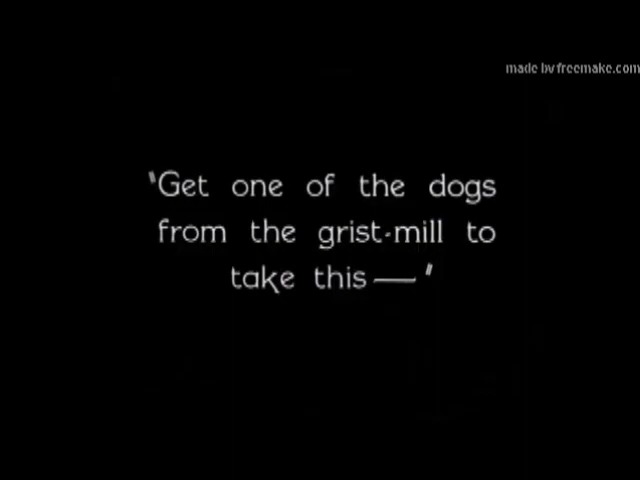 made by freemake.com
'Get one of the dogs
from the grist-mill to
take this—'